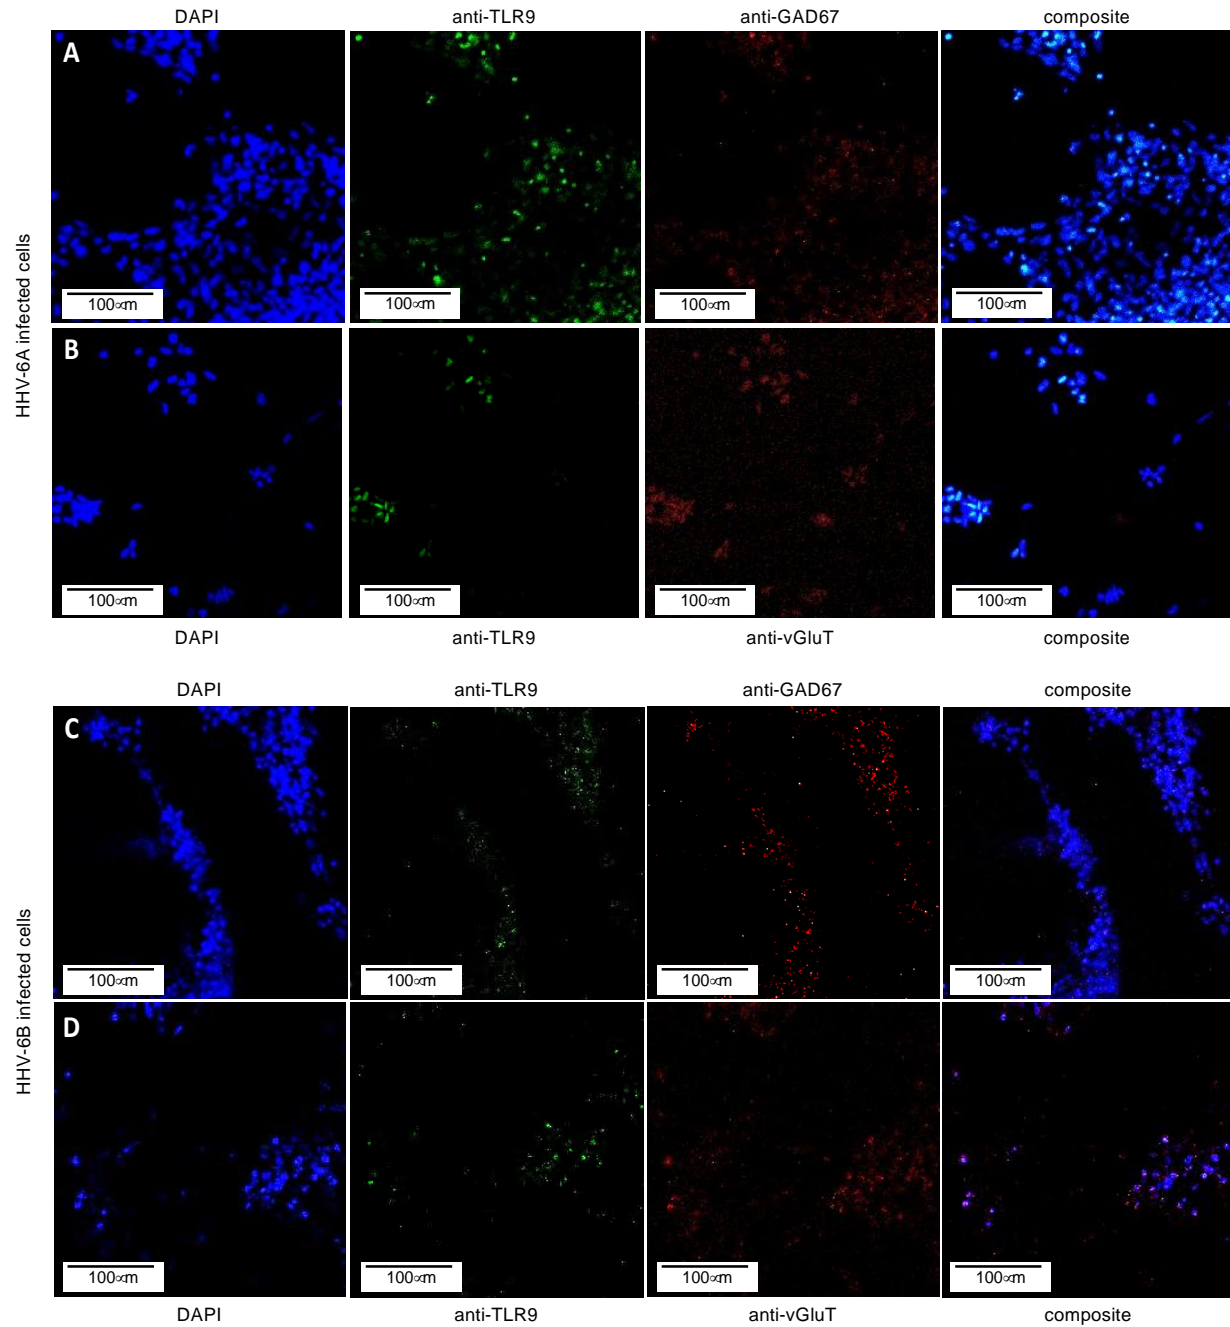 DAPI anti-TLR9 anti-GAD67 composite
A
HHV-6A infected cells
100∝m 100∝m 100∝m 100∝m
B
100∝m 100∝m 100∝m 100∝m
DAPI anti-TLR9 anti-vGluT composite
DAPI anti-TLR9 anti-GAD67 composite
C
HHV-6B infected cells
100∝m 100∝m 100∝m 100∝m
D
100∝m 100∝m 100∝m 100∝m
DAPI anti-TLR9 anti-vGluT composite